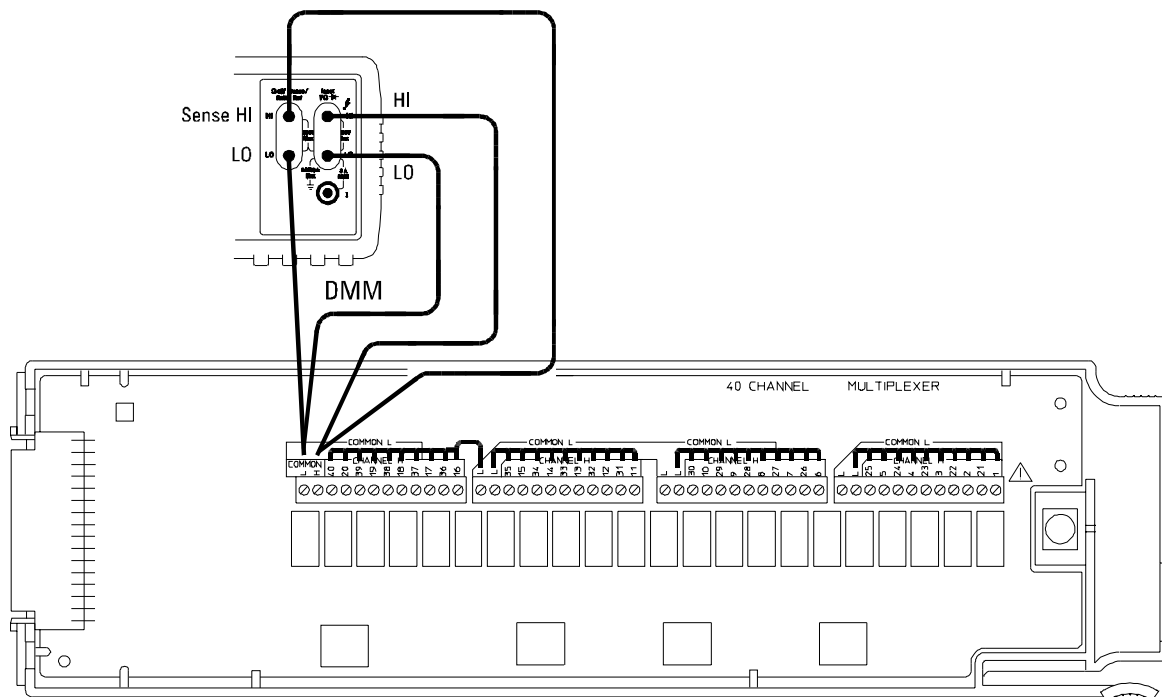 HI
Sense HI
HI
LO
LO
LO
DMM
40 CHANNEL MULTIPLEXER
COMMON L
COMMON L
COMMON L
COMMON L
COMMON
L
H
40
20
39
19
38
18
37
17
36
16
L
L
CHANNEL H
35
15
34
14
33
13
32
12
31
11
L
L
CHANNEL H
30
10
29
9
28
8
27
7
26
6
L
L
25
5
24
4
23
3
22
2
21
1